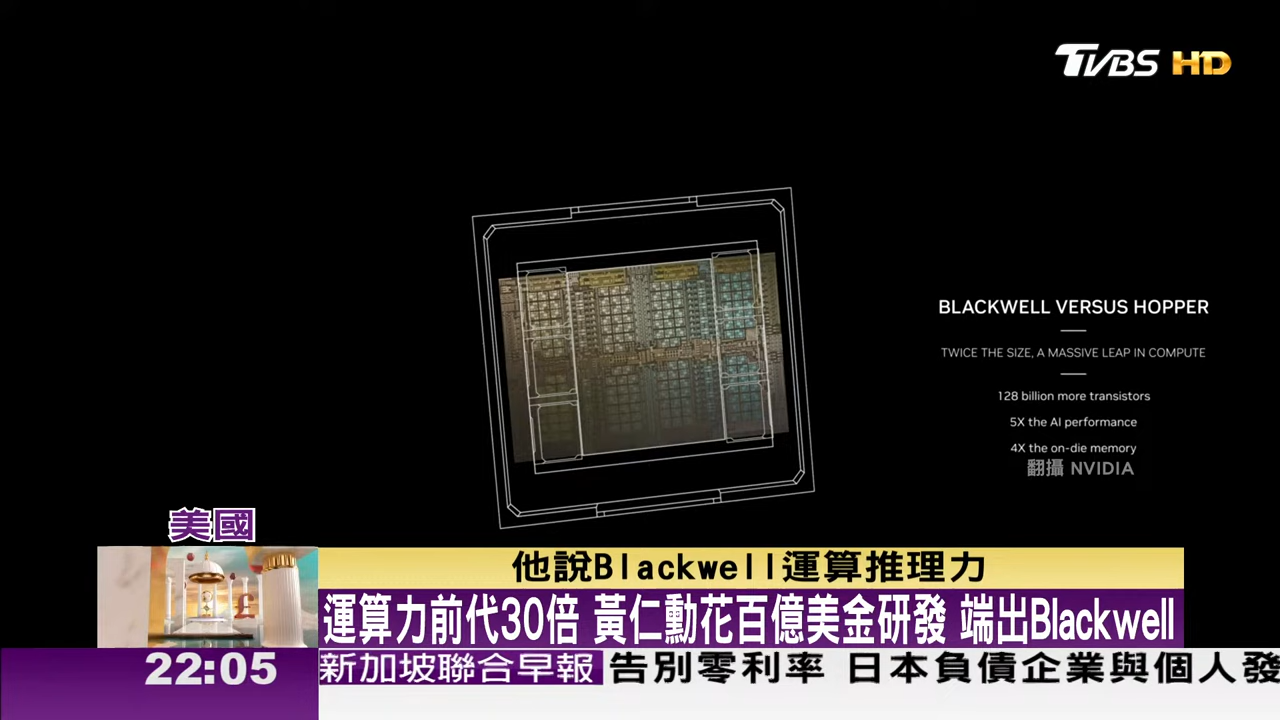 TVBS HD
BLACKWELL VERSUS HOPPER
TWICE THE SIZE, A MASSIVE LEAP IN COMPUTE
128 billion more transistors
5X the AI performance
4X the on-die memory
翻攝 NVIDIA
美國
他說Blackwell運算推理力
運算力前代30倍 黃仁勳花百億美金研發 端出Blackwell
22:05 新加坡聯合早報 告別零利率 日本負債企業與個人發